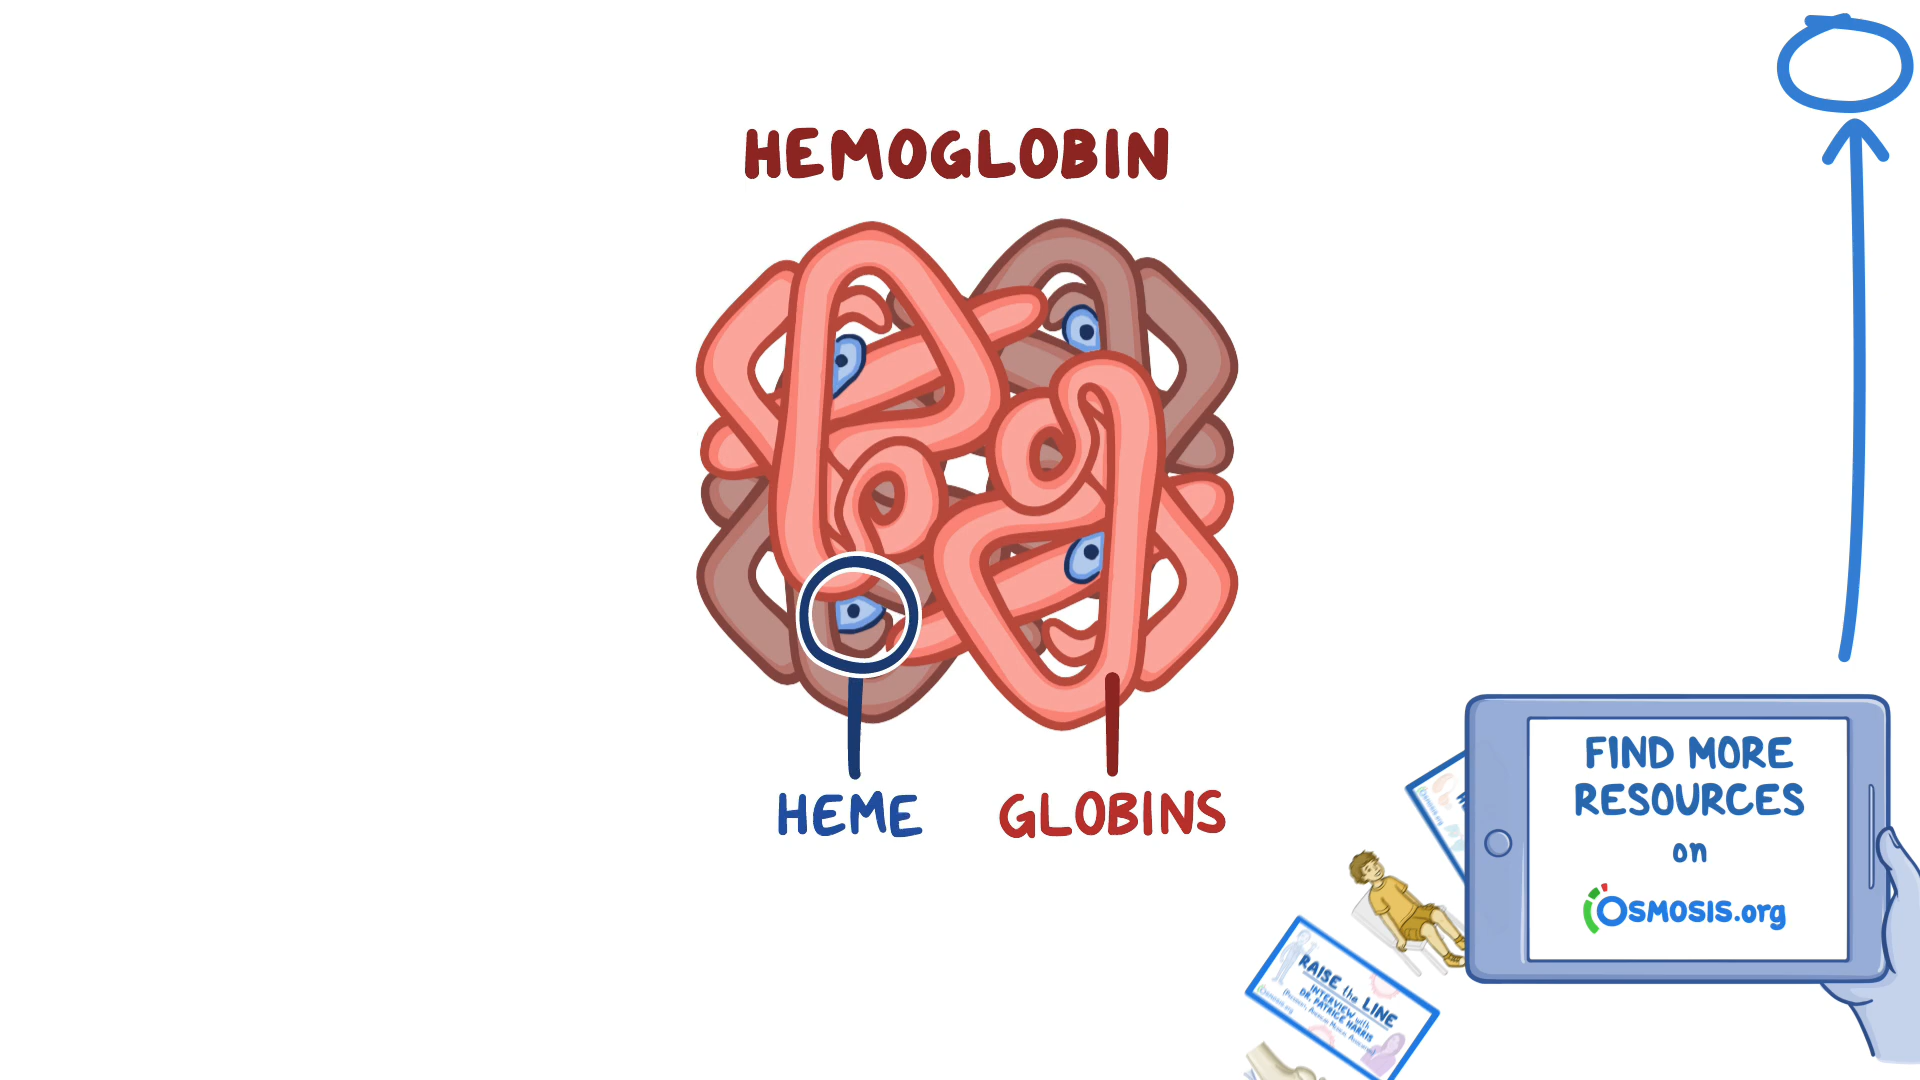 HEMOGLOBIN
HEME
GLOBINS
FIND MORE
RESOURCES
on
OSMOSIS.org
RAISE the LINE
INTERVIEW with
DR. PATRICE HARRIS